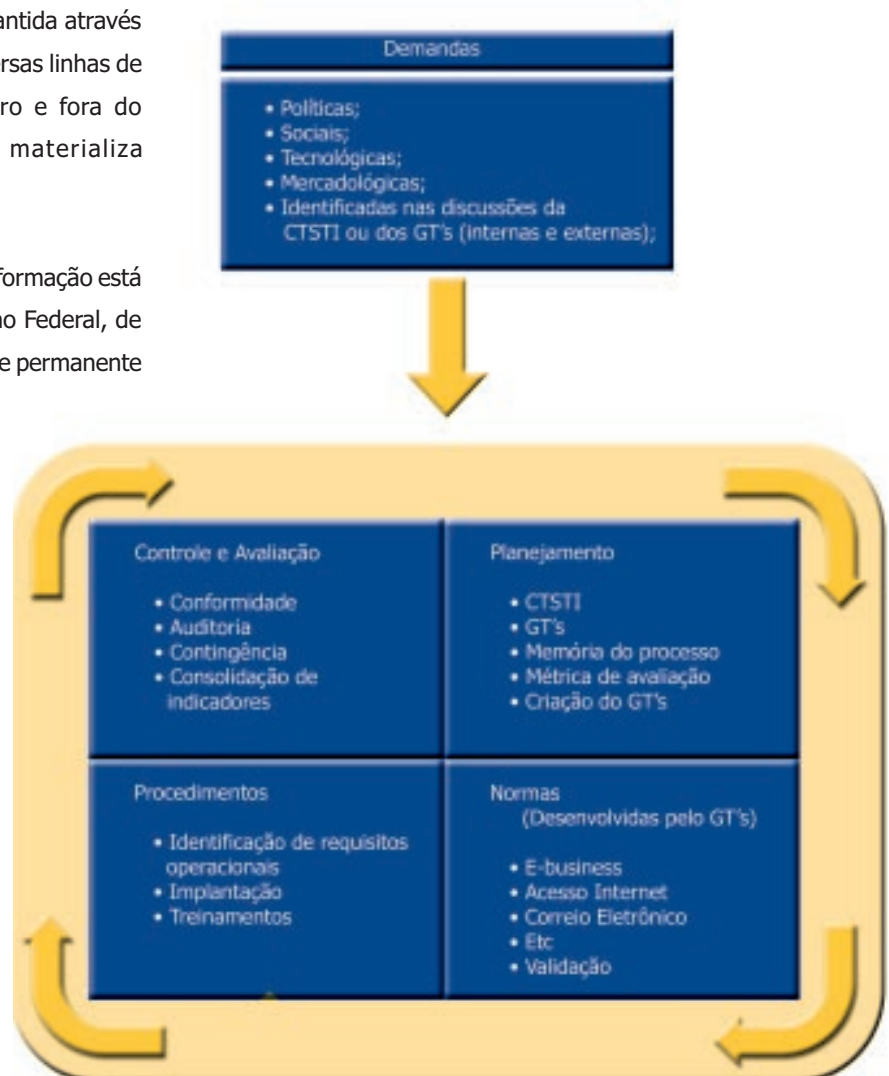 antida através
ersas linhas de
ro e fora do
materializa
formação está
no Federal, de
e permanente
Demandas
• Políticas;
• Sociais;
• Tecnológicas;
• Mercadológicas;
• Identificadas nas discussões da
CTSTI ou dos GT's (internas e externas);
Controle e Avaliação
• Conformidade
• Auditoria
• Contingência
• Consolidação de
indicadores
Planejamento
• CTSTI
• GT's
• Memória do processo
• Métrica de avaliação
• Criação do GT's
Procedimentos
• Identificação de requisitos
operacionais
• Implantação
• Treinamentos
Normas
(Desenvolvidas pelo GT's)
• E-business
• Acesso Internet
• Correio Eletrônico
• Etc
• Validação